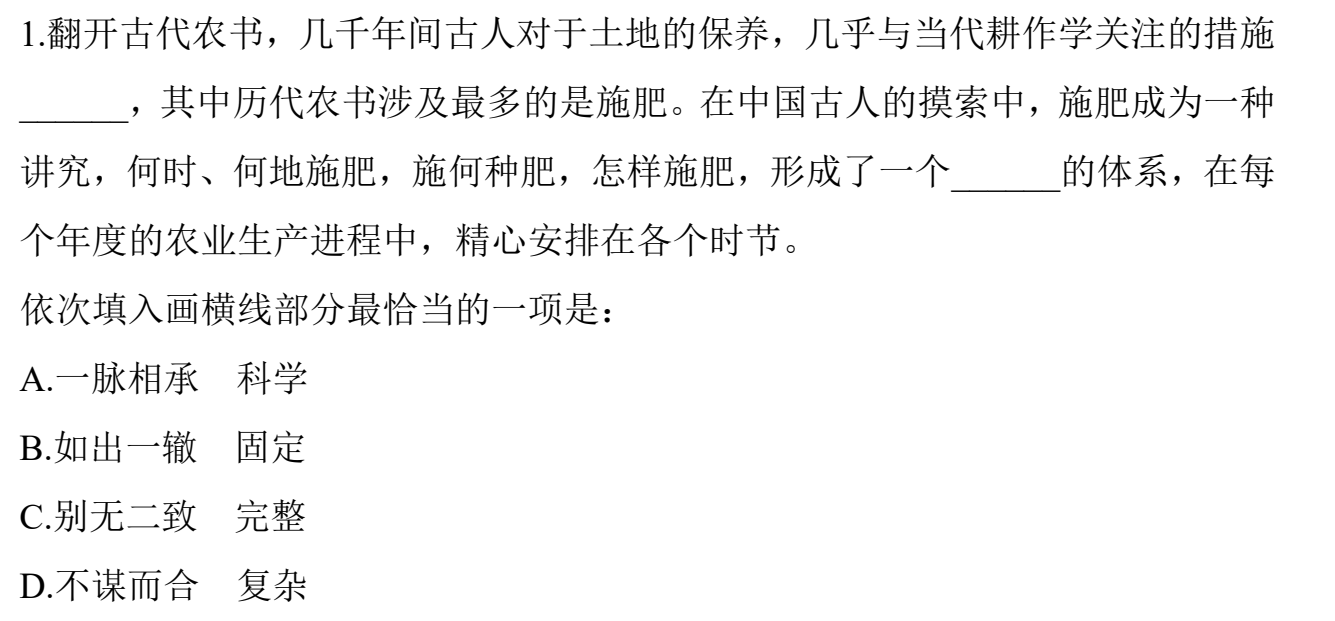 1.翻开古代农书，几千年间古人对于土地的保养，几乎与当代耕作学关注的措施
______，其中历代农书涉及最多的是施肥。在中国古人的摸索中，施肥成为一种
讲究，何时、何地施肥，施何种肥，怎样施肥，形成了一个______的体系，在每
个年度的农业生产进程中，精心安排在各个时节。
依次填入画横线部分最恰当的一项是：
A.一脉相承　科学
B.如出一辙　固定
C.别无二致　完整
D.不谋而合　复杂